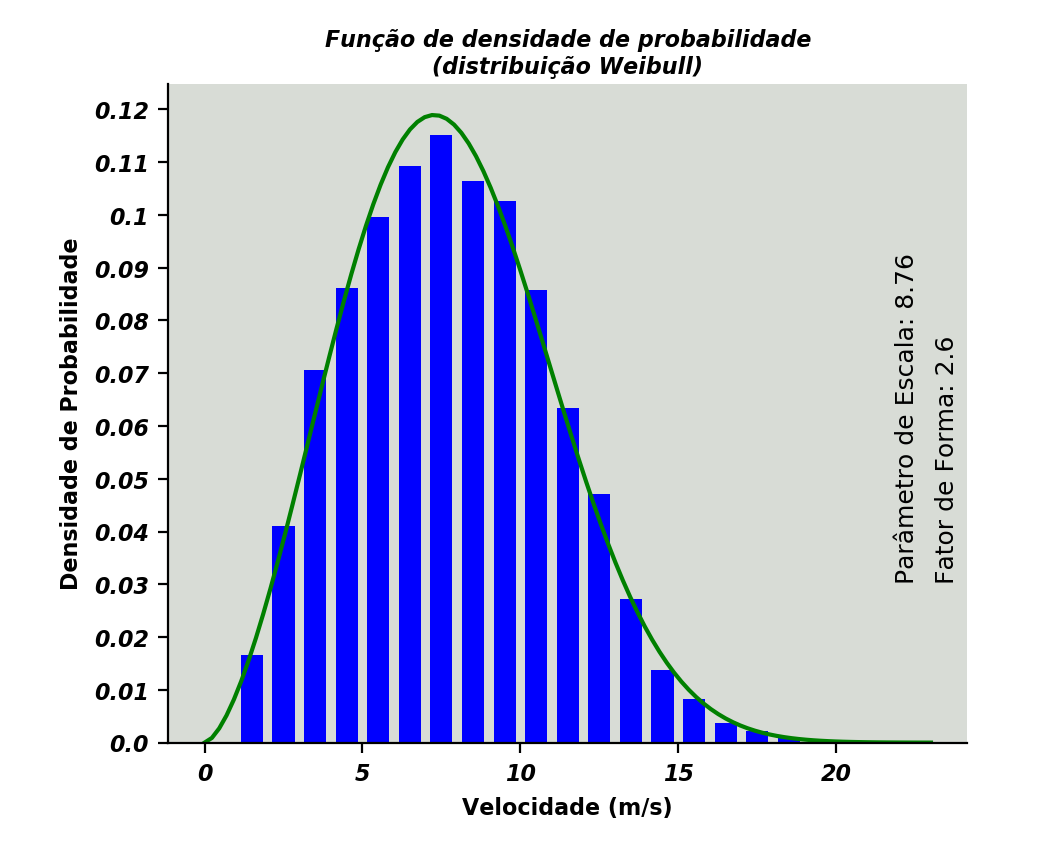 Função de densidade de probabilidade
(distribuição Weibull)
0.12
0.11
0.1
0.09
0.08
0.07
0.06
0.05
0.04
0.03
0.02
0.01
0.0
Densidade de Probabilidade
Parâmetro de Escala: 8.76
Fator de Forma: 2.6
0 5 10 15 20
Velocidade (m/s)